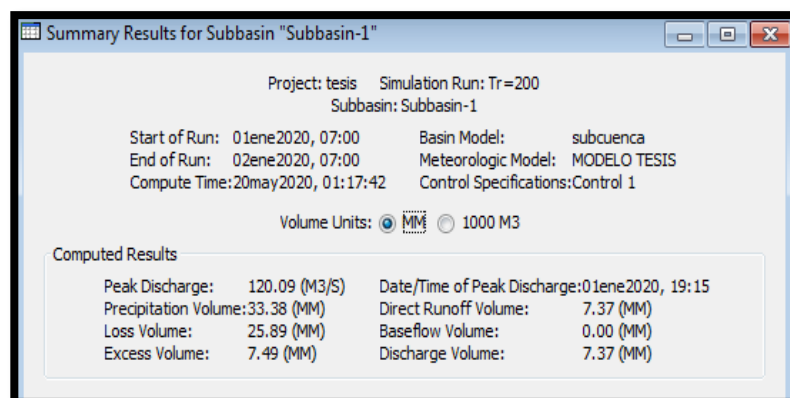 Summary Results for Subbasin "Subbasin-1"
Project: tesis Simulation Run: Tr=200
Subbasin: Subbasin-1
Start of Run: 01ene2020, 07:00 Basin Model: subcuenca
End of Run: 02ene2020, 07:00 Meteorologic Model: MODELO TESIS
Compute Time:20may2020, 01:17:42 Control Specifications:Control 1
Volume Units: MM 1000 M3
Computed Results
Peak Discharge: 120.09 (M3/S) Date/Time of Peak Discharge:01ene2020, 19:15
Precipitation Volume:33.38 (MM) Direct Runoff Volume: 7.37 (MM)
Loss Volume: 25.89 (MM) Baseflow Volume: 0.00 (MM)
Excess Volume: 7.49 (MM) Discharge Volume: 7.37 (MM)